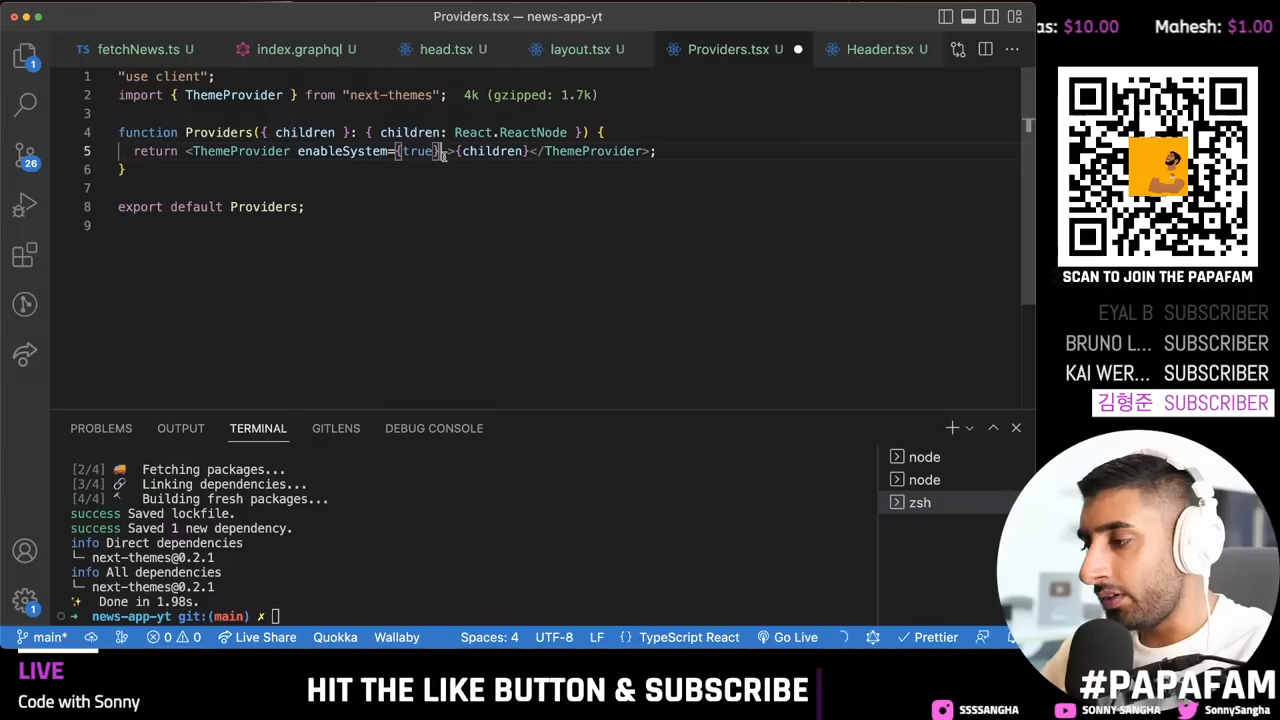 Providers.tsx — news-app-yt
TS fetchNews.ts U
index.graphql U
head.tsx U
layout.tsx U
Providers.tsx U
Header.tsx U
1 "use client";
2 import { ThemeProvider } from "next-themes"; 4k (gzipped: 1.7k)
3
4 function Providers({ children }: { children: React.ReactNode }) {
5 return <ThemeProvider enableSystem={true} >{children}</ThemeProvider>;
6 }
7
8 export default Providers;
9
1
26
1
PROBLEMS OUTPUT TERMINAL GITLENS DEBUG CONSOLE
[2/4] 🚚 Fetching packages...
[3/4] 🔗 Linking dependencies...
[4/4] 🔨 Building fresh packages...
success Saved lockfile.
success Saved 1 new dependency.
info Direct dependencies
└─ next-themes@0.2.1
info All dependencies
└─ next-themes@0.2.1
✨ Done in 1.98s.
➜ news-app-yt git:(main) ✗
node
node
zsh
main* 0 0 Live Share Quokka Wallaby Spaces: 4 UTF-8 LF {} TypeScript React Go Live Prettier
as: $10.00 Mahesh: $1.00
SCAN TO JOIN THE PAPAFAM
EYAL B SUBSCRIBER
BRUNO L... SUBSCRIBER
KAI WER... SUBSCRIBER
김형준 SUBSCRIBER
LIVE
Code with Sonny
HIT THE LIKE BUTTON & SUBSCRIBE
#PAPAFAM
SSSSANGHA SONNY SANGHA SonnySangha